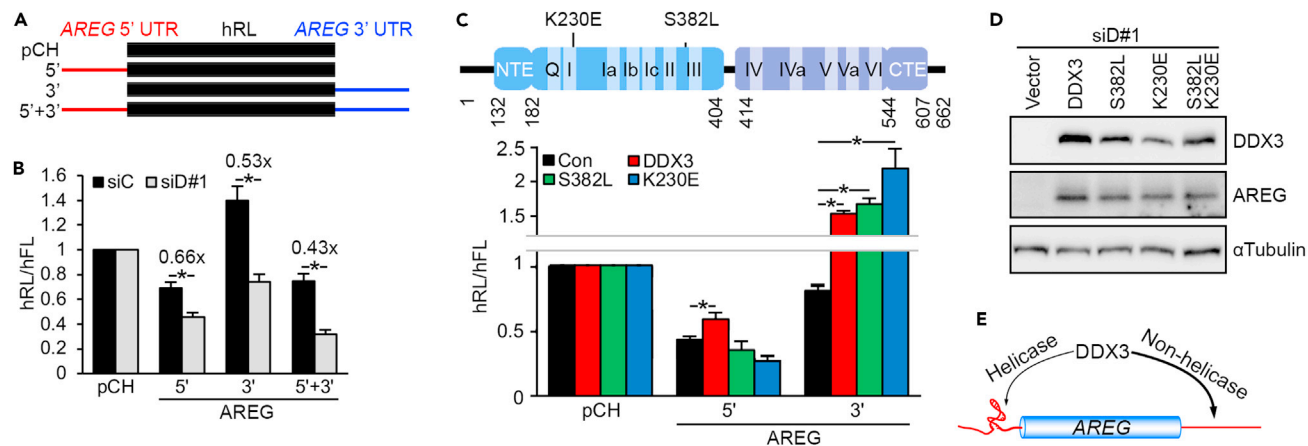 A
AREG 5' UTR hRL AREG 3' UTR
pCH
5'
3'
5'+3'
B
siC siD#1
hRL/hFL
1.6
1.4
1.2
1
0.8
0.6
0.4
0.2
0
0.66x
0.53x
0.43x
*
*
*
pCH 5' 3' 5'+3'
AREG
C
K230E S382L
NTE Q I Ia Ib Ic II III IV IVa V Va VI CTE
1 132 182 404 414 544 607 662
Con DDX3
S382L K230E
hRL/hFL
2.5
2
1.5
1
0.5
0
*
*
*
*
pCH 5' 3'
AREG
D
siD#1
Vector
DDX3
S382L
K230E
S382L
K230E
DDX3
AREG
αTubulin
E
Helicase DDX3 Non-helicase
AREG